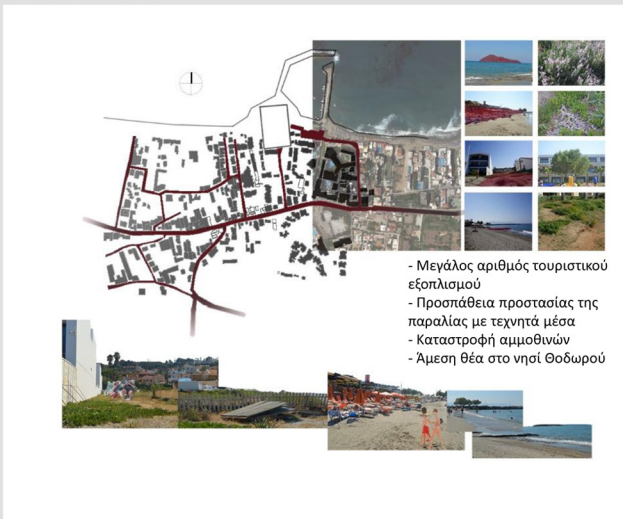 - Μεγάλος αριθμός τουριστικού
εξοπλισμού
- Προσπάθεια προστασίας της
παραλίας με τεχνητά μέσα
- Καταστροφή αμμοθινών
- Άμεση θέα στο νησί Θοδωρού